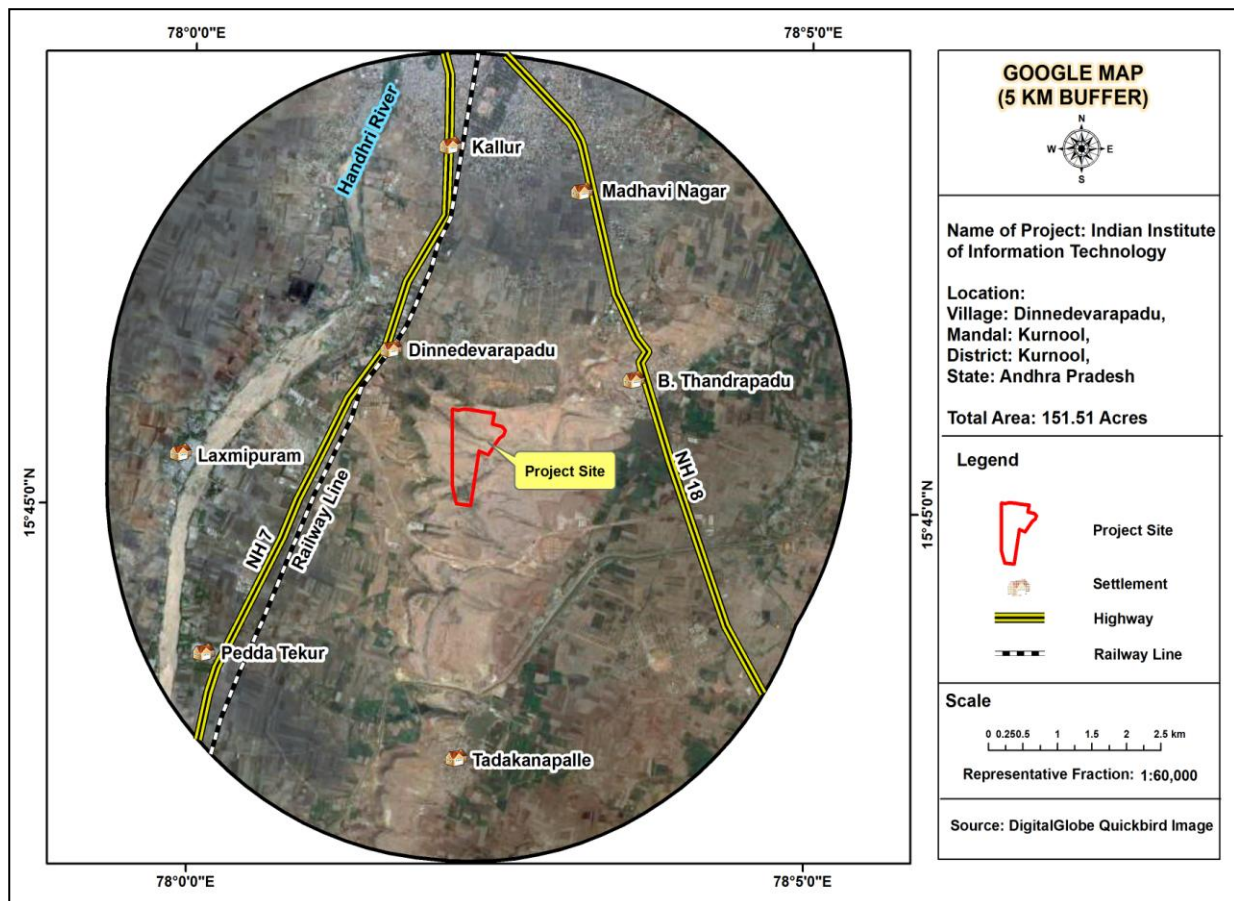 78°0'0"E
78°5'0"E
Handhri River
Kallur
Madhavi Nagar
Dinnedevarapadu
B. Thandrapadu
Laxmipuram
Project Site
15°45'0"N
15°45'0"N
NH 7
Railway Line
NH 18
Pedda Tekur
Tadakanapalle
78°0'0"E
78°5'0"E
GOOGLE MAP
(5 KM BUFFER)
N
W
E
S
Name of Project: Indian Institute
of Information Technology
Location:
Village: Dinnedevarapadu,
Mandal: Kurnool,
District: Kurnool,
State: Andhra Pradesh
Total Area: 151.51 Acres
Legend
Project Site
Settlement
Highway
Railway Line
Scale
0 0.250.5 1 1.5 2 2.5 km
Representative Fraction: 1:60,000
Source: DigitalGlobe Quickbird Image